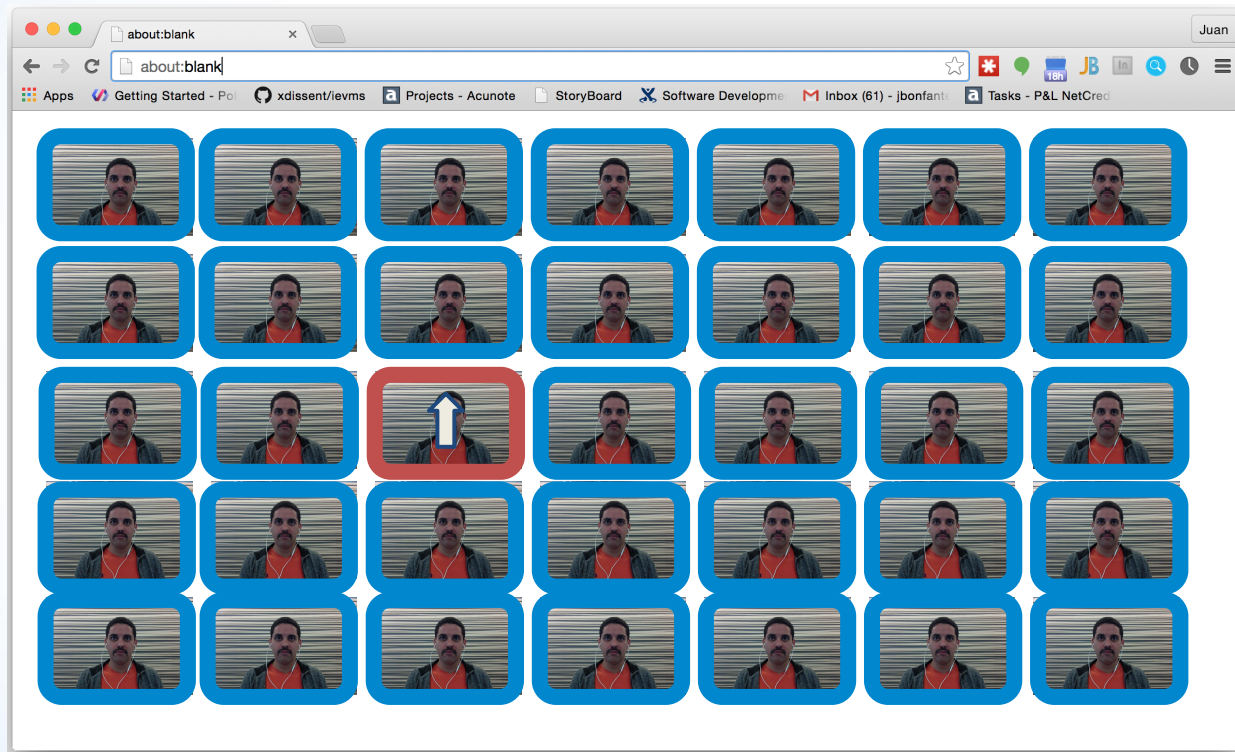 about:blank
Juan
about:blank
18h
JB
In
Apps
Getting Started - Po
xdissent/ievms
a
Projects - Acunote
StoryBoard
Software Developme
Inbox (61) - jbonfant
a
Tasks - P&L NetCred